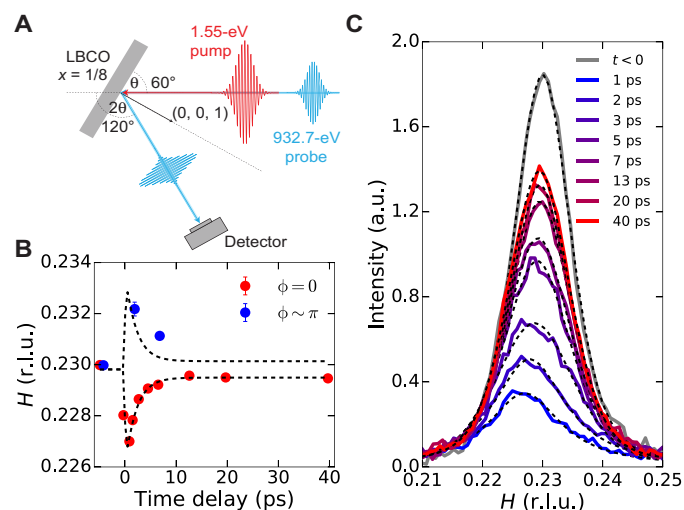 A
LBCO
x = 1/8
1.55-eV
pump
θ 60°
2θ
120°
(0, 0, 1)
932.7-eV
probe
Detector
B
0.234
0.232
0.230
0.228
0.226
H (r.l.u.)
ϕ = 0
ϕ ~ π
0 10 20 30 40
Time delay (ps)
C
2.0
1.6
1.2
0.8
0.4
0.0
Intensity (a.u.)
t < 0
1 ps
2 ps
3 ps
5 ps
7 ps
13 ps
20 ps
40 ps
0.21 0.22 0.23 0.24 0.25
H (r.l.u.)